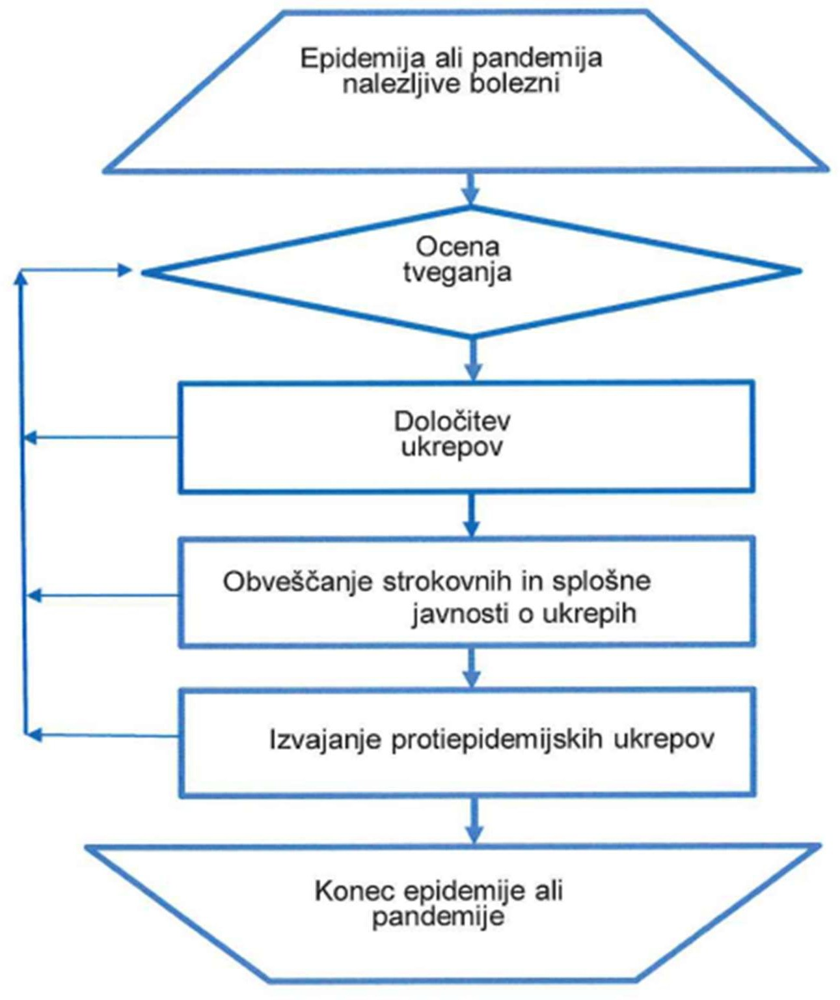 Epidemija ali pandemija
nalezljive bolezni
Ocena
tveganja
Določitev
ukrepov
Obveščanje strokovnih in splošne
javnosti o ukrepih
Izvajanje protiepidemijskih ukrepov
Konec epidemije ali
pandemije